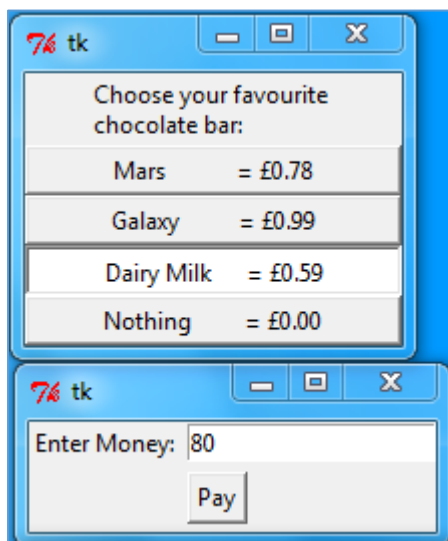 tk
Choose your favourite
chocolate bar:
Mars = £0.78
Galaxy = £0.99
Dairy Milk = £0.59
Nothing = £0.00
tk
Enter Money: 80
Pay